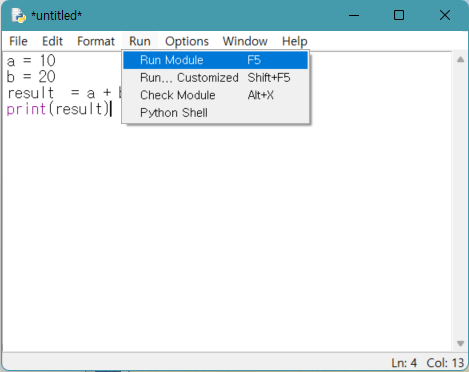 *untitled*
File Edit Format Run Options Window Help
a = 10
b = 20
result  = a +
print(result)
Run Module F5
Run... Customized Shift+F5
Check Module Alt+X
Python Shell
Ln: 4 Col: 13